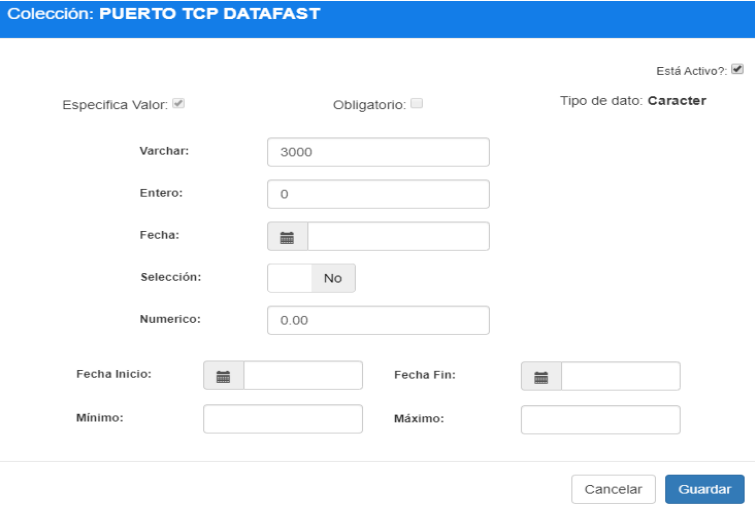 Colección: PUERTO TCP DATAFAST
Está Activo?:
Especifica Valor: Obligatorio: Tipo de dato: Caracter
Varchar: 3000
Entero: 0
Fecha:
Selección: No
Numerico: 0.00
Fecha Inicio: Fecha Fin:
Mínimo: Máximo:
Cancelar Guardar